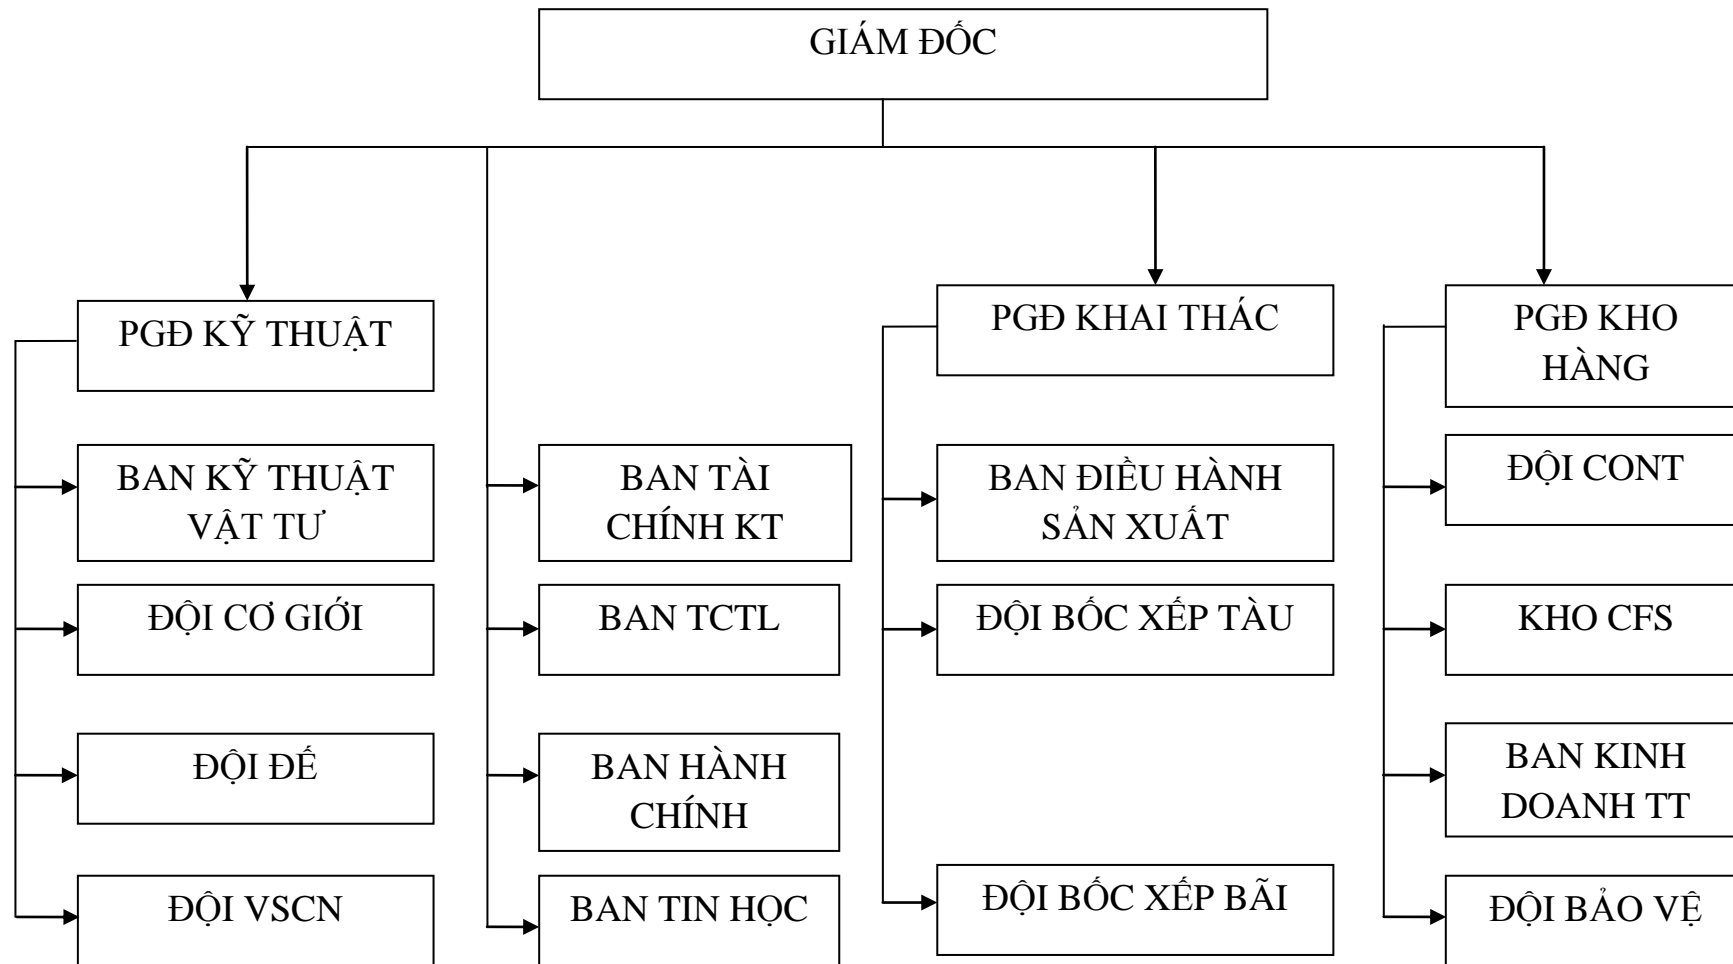 GIÁM ĐỐC
PGĐ KỸ THUẬT
BAN KỸ THUẬT
VẬT TƯ
ĐỘI CƠ GIỚI
ĐỘI ĐẾ
ĐỘI VSCN
BAN TÀI
CHÍNH KT
BAN TCTL
BAN HÀNH
CHÍNH
BAN TIN HỌC
PGĐ KHAI THÁC
BAN ĐIỀU HÀNH
SẢN XUẤT
ĐỘI BỐC XẾP TÀU
ĐỘI BỐC XẾP BÃI
PGĐ KHO
HÀNG
ĐỘI CONT
KHO CFS
BAN KINH
DOANH TT
ĐỘI BẢO VỆ